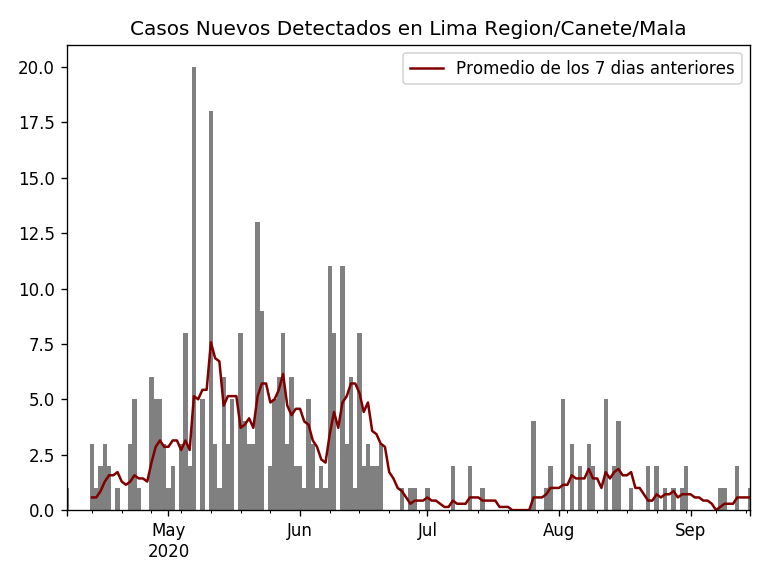 Casos Nuevos Detectados en Lima Region/Canete/Mala
Promedio de los 7 dias anteriores
20.0
17.5
15.0
12.5
10.0
7.5
5.0
2.5
0.0
May
2020
Jun
Jul
Aug
Sep